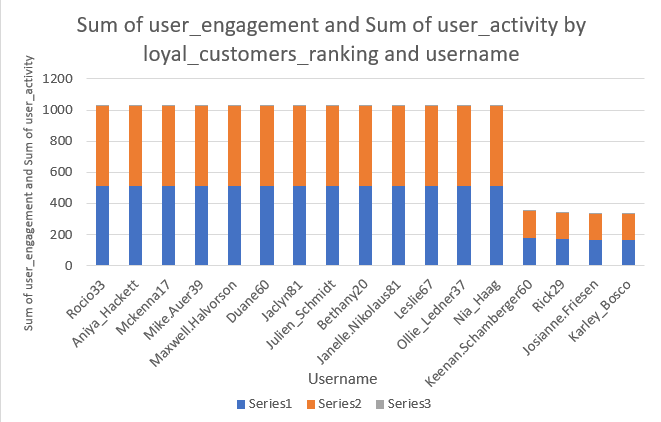 Sum of user_engagement and Sum of user_activity by
loyal_customers_ranking and username
Sum of user_engagement and Sum of user_activity
1200
1000
800
600
400
200
0
Rocio33
Aniya_Hackett
Mckenna17
Mike.Auer39
Maxwell.Halvorson
Duane60
Jaclyn81
Julien_Schmidt
Bethany20
Janelle.Nikolaus81
Leslie67
Ollie_Ledner37
Nia_Haag
Keenan.Schamberger60
Rick29
Josianne.Friesen
Karley_Bosco
Username
Series1 Series2 Series3